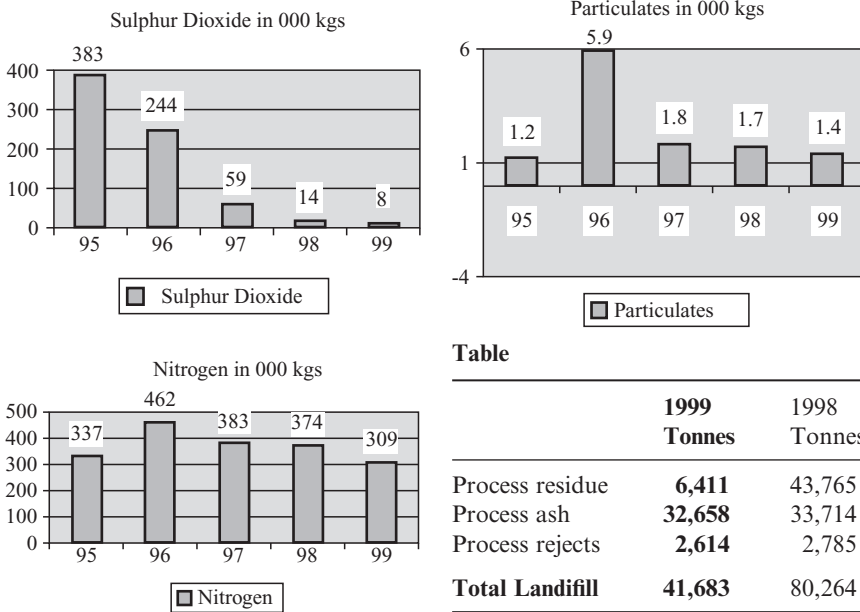 Sulphur Dioxide in 000 kgs
383
400
300
244
200
100
59
14
8
0
95 96 97 98 99
Sulphur Dioxide
Particulates in 000 kgs
5.9
6
1.2
1.8
1.7
1.4
1
95 96 97 98 99
-4
Particulates
Nitrogen in 000 kgs
462
500
400
337
383
374
309
300
200
100
0
95 96 97 98 99
Nitrogen
Table
1999 1998
Tonnes Tonnes
Process residue 6,411 43,765
Process ash 32,658 33,714
Process rejects 2,614 2,785
Total Landifill 41,683 80,264